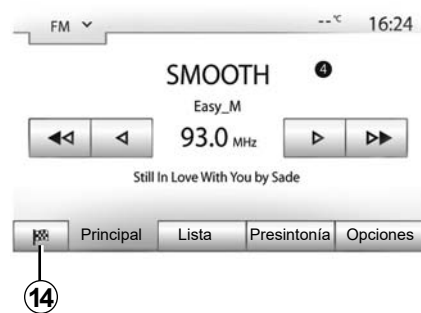 FM --°C 16:24
SMOOTH 4
Easy_M
93.0 MHz
Still In Love With You by Sade
Principal Lista Presintonía Opciones
14